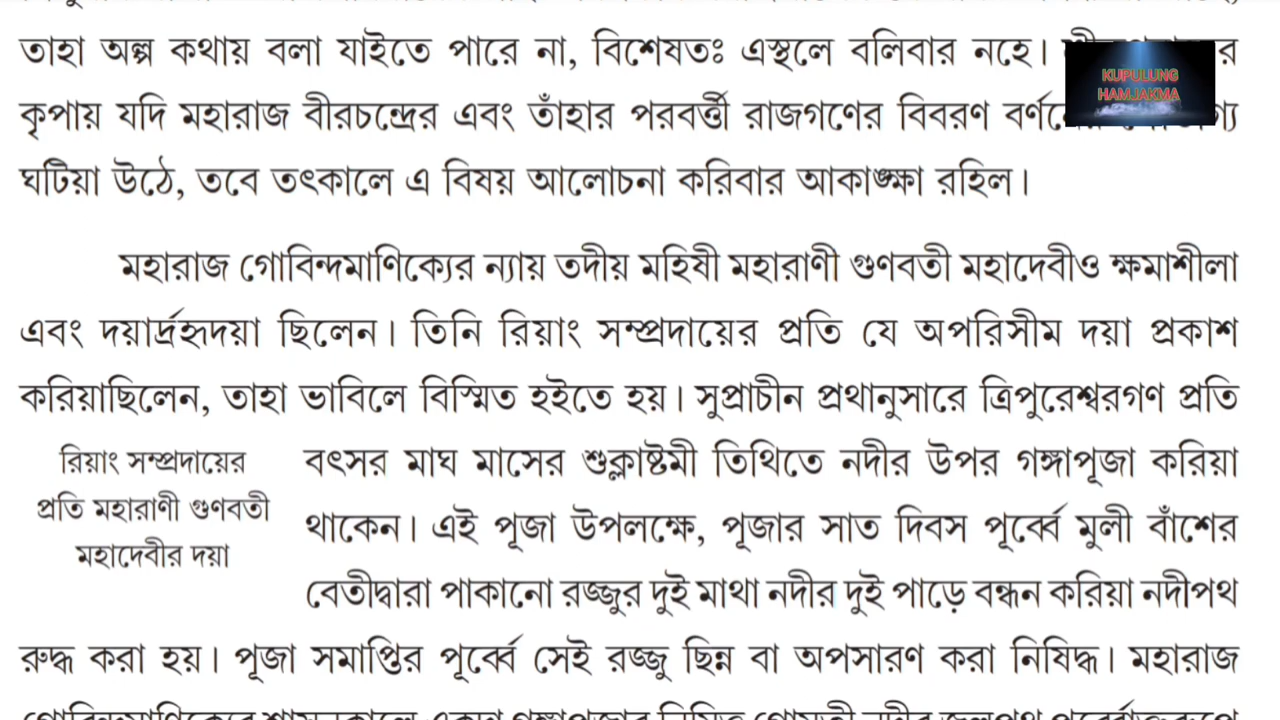 তাহা অল্প কথায় বলা যাইতে পারে না, বিশেষতঃ এস্থলে বলিবার নহে।
KUPULUNG
HAMJAKMA
কৃপায় যদি মহারাজ বীরচন্দ্রের এবং তাঁহার পরবর্ত্তী রাজগণের বিবরণ
ঘটিয়া উঠে, তবে তৎকালে এ বিষয় আলোচনা করিবার আকাঙ্ক্ষা রহিল।
মহারাজ গোবিন্দমাণিক্যের ন্যায় তদীয় মহিষী মহারাণী গুণবতী মহাদেবীও ক্ষমাশীলা
এবং দয়ার্দ্রহৃদয়া ছিলেন। তিনি রিয়াং সম্প্রদায়ের প্রতি যে অপরিসীম দয়া প্রকাশ
করিয়াছিলেন, তাহা ভাবিলে বিস্মিত হইতে হয়। সুপ্রাচীন প্রথানুসারে ত্রিপুরেশ্বরগণ প্রতি
রিয়াং সম্প্রদায়ের
প্রতি মহারাণী গুণবতী
মহাদেবীর দয়া
বৎসর মাঘ মাসের শুক্লাষ্টমী তিথিতে নদীর উপর গঙ্গাপূজা করিয়া
থাকেন। এই পূজা উপলক্ষে, পূজার সাত দিবস পূর্ব্বে মুলী বাঁশের
বেতীদ্বারা পাকানো রজ্জুর দুই মাথা নদীর দুই পাড়ে বন্ধন করিয়া নদীপথ
রুদ্ধ করা হয়। পূজা সমাপ্তির পূর্ব্বে সেই রজ্জু ছিন্ন বা অপসারণ করা নিষিদ্ধ। মহারাজ